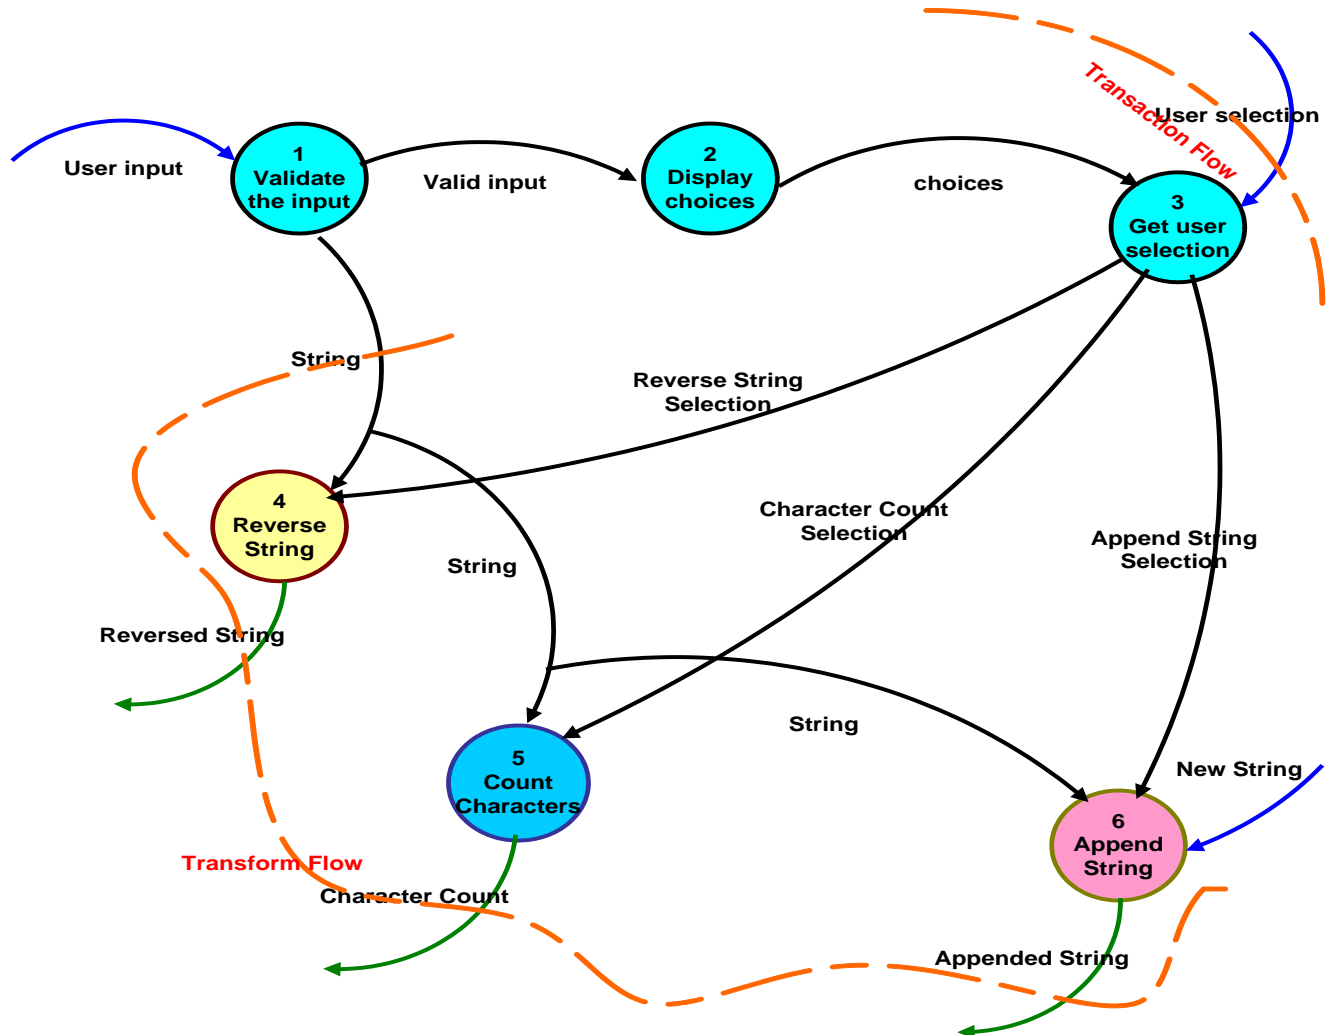 Transaction Flow
User selection
User input
1
Validate
the input
Valid input
2
Display
choices
choices
3
Get user
selection
String
Reverse String
Selection
4
Reverse
String
Character Count
Selection
Append String
Selection
String
Reversed String
String
5
Count
Characters
New String
6
Append
String
Transform Flow
Character Count
Appended String